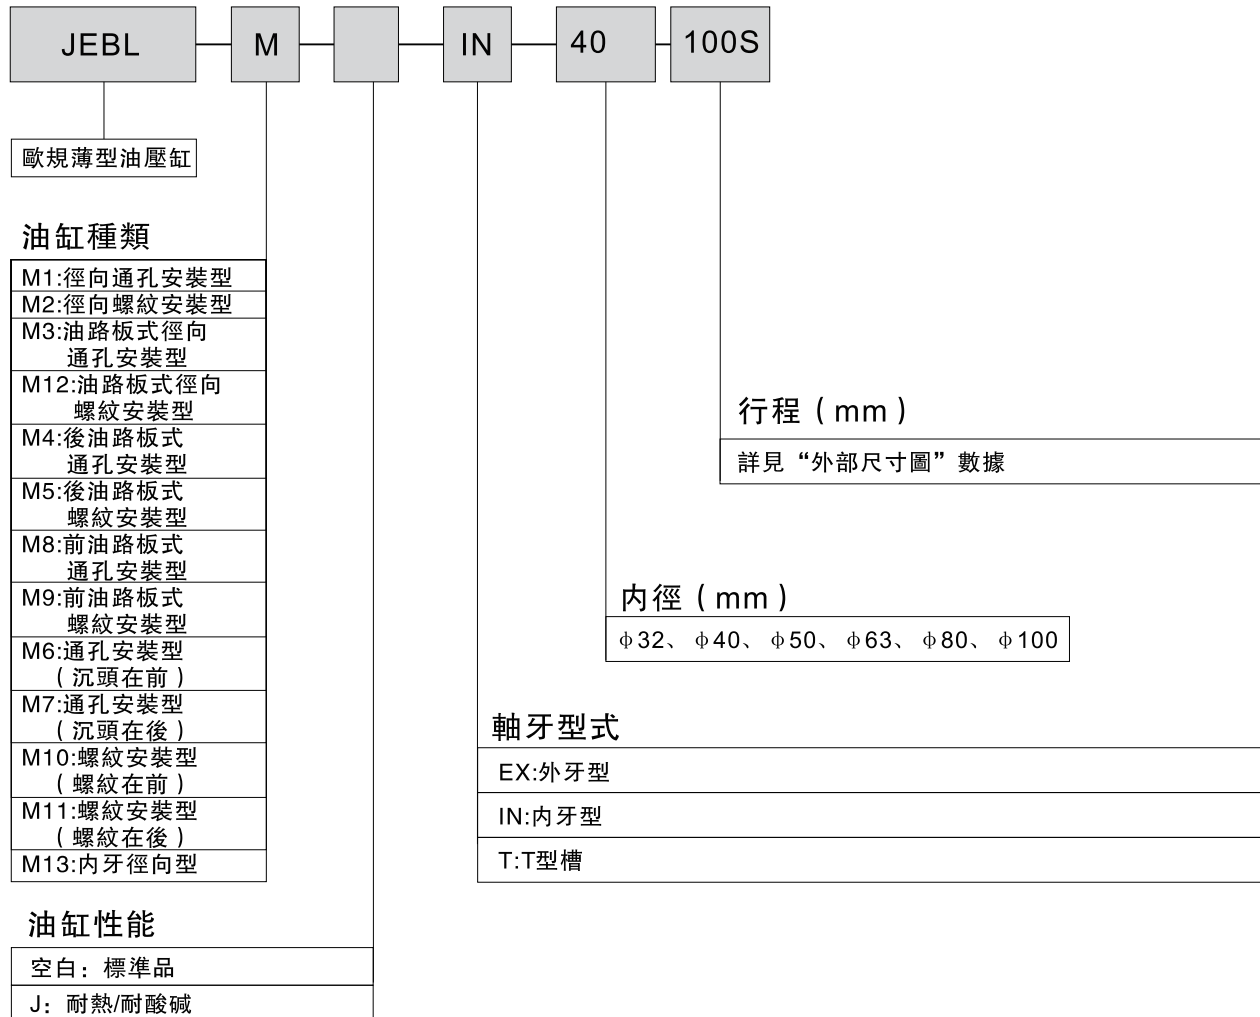 JEBL M IN 40 100S
歐規薄型油壓缸
油缸種類
M1:徑向通孔安裝型
M2:徑向螺紋安裝型
M3:油路板式徑向
通孔安裝型
M12:油路板式徑向
螺紋安裝型
M4:後油路板式
通孔安裝型
M5:後油路板式
螺紋安裝型
M8:前油路板式
通孔安裝型
M9:前油路板式
螺紋安裝型
M6:通孔安裝型
(沉頭在前)
M7:通孔安裝型
(沉頭在後)
M10:螺紋安裝型
(螺紋在前)
M11:螺紋安裝型
(螺紋在後)
M13:内牙徑向型
油缸性能
空白：標準品
J：耐熱/耐酸碱
行程(mm)
詳見“外部尺寸圖”數據
内徑(mm)
φ32、φ40、φ50、φ63、φ80、φ100
軸牙型式
EX:外牙型
IN:内牙型
T:T型槽